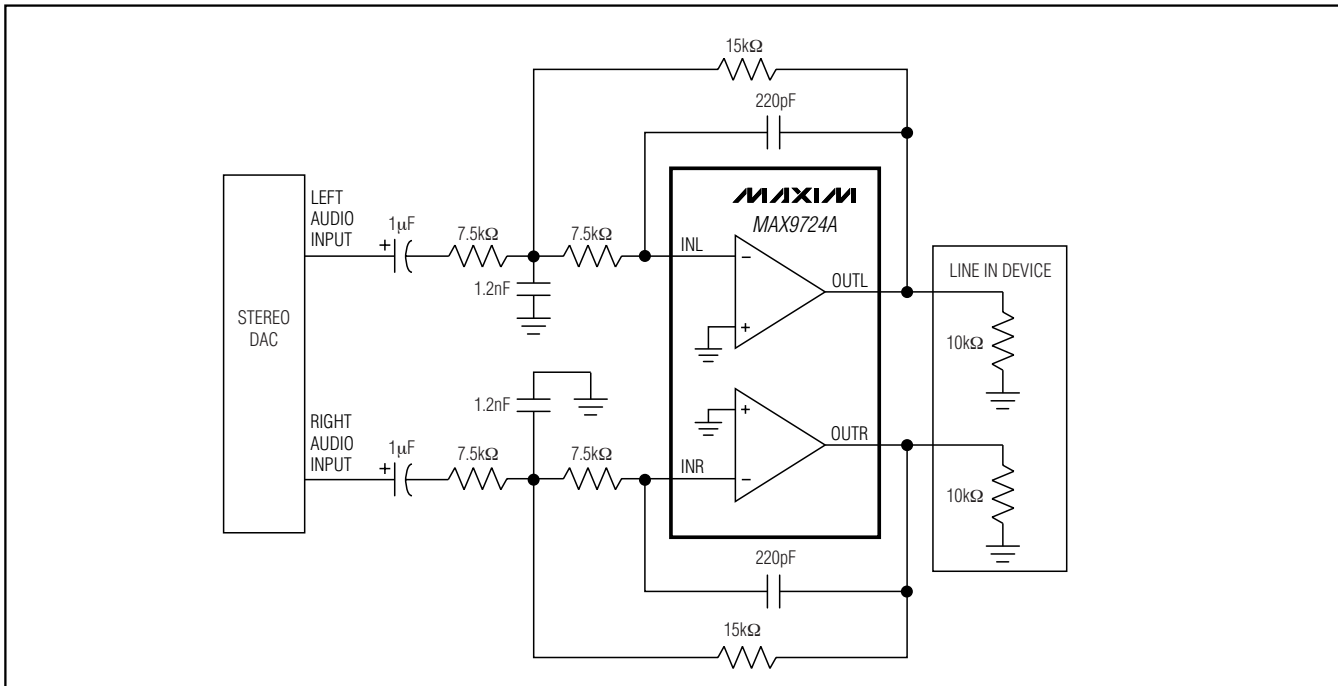 15kΩ
220pF
LEFT
AUDIO
INPUT
1µF
+
7.5kΩ
7.5kΩ
INL
MAXIM
MAX9724A
−
+
OUTL
LINE IN DEVICE
1.2nF
10kΩ
STEREO
DAC
1.2nF
RIGHT
AUDIO
INPUT
1µF
+
7.5kΩ
7.5kΩ
INR
+
−
OUTR
10kΩ
220pF
15kΩ